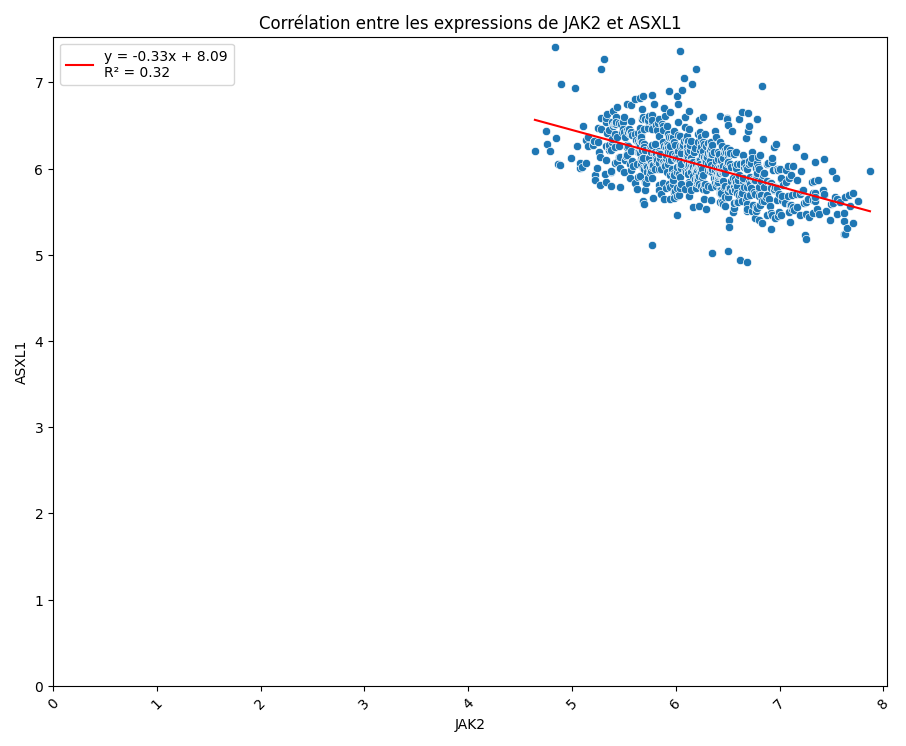 Corrélation entre les expressions de JAK2 et ASXL1
y = -0.33x + 8.09
R² = 0.32
7
6
5
4
3
2
1
0
ASXL1
0 1 2 3 4 5 6 7 8
JAK2